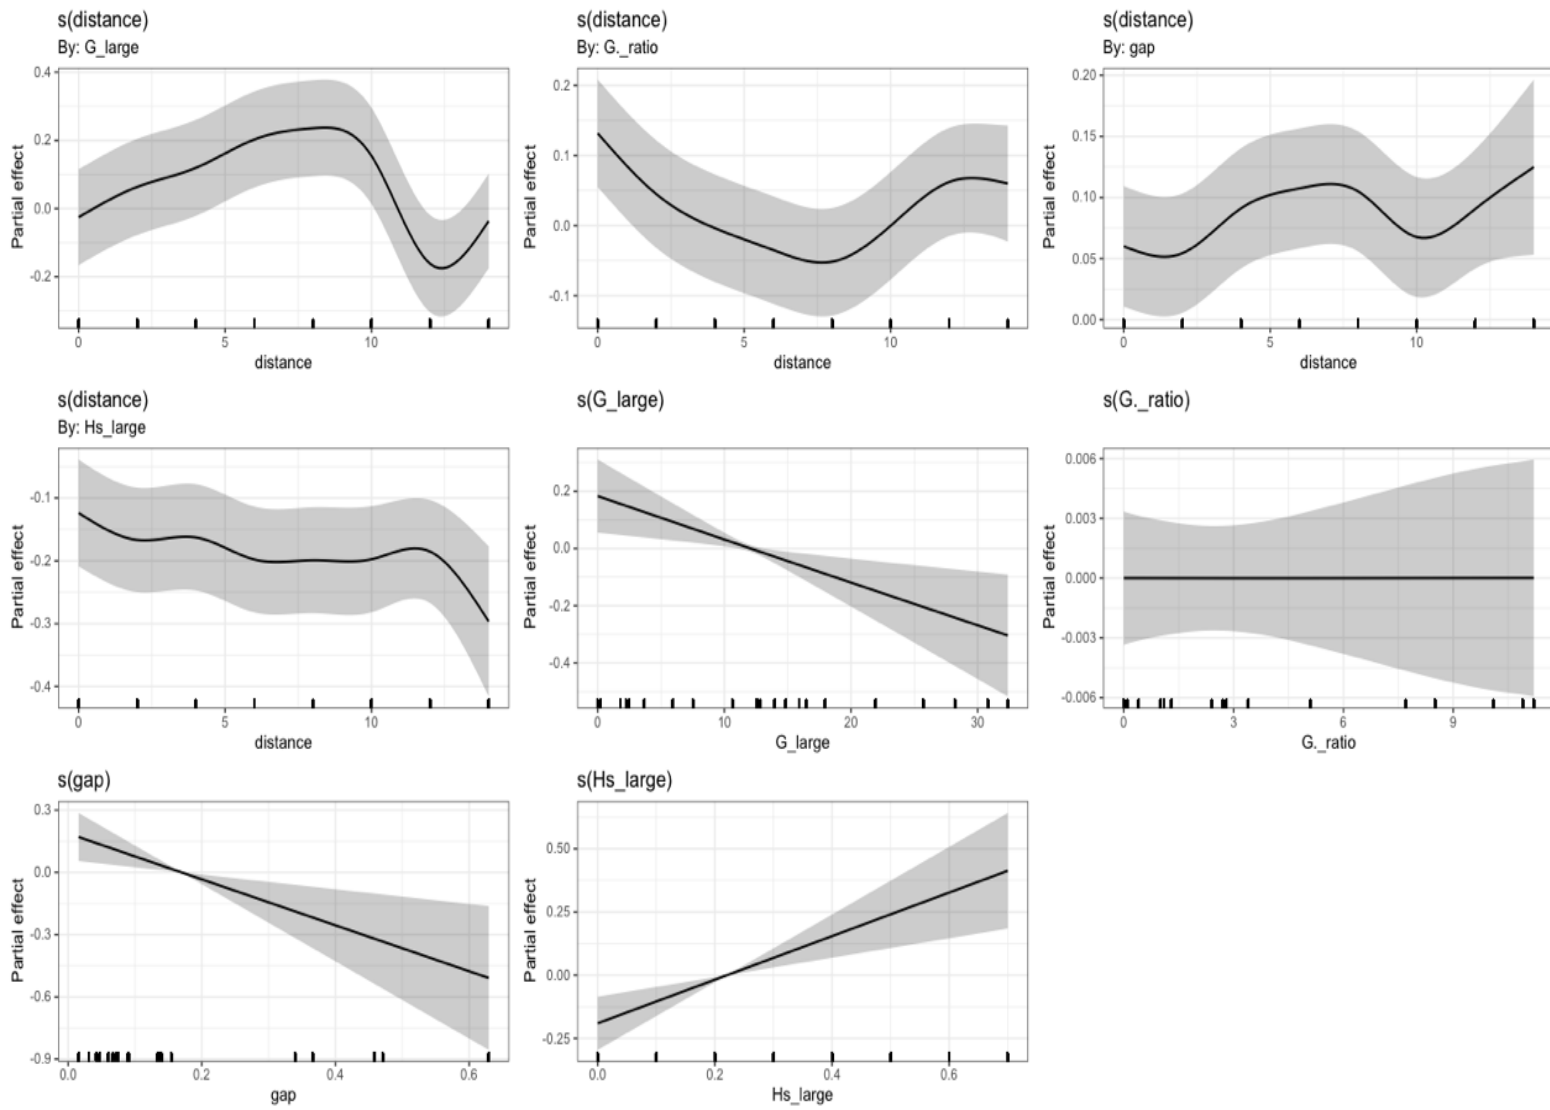 s(distance)
By: G_large
Partial effect
0.4
0.2
0.0
-0.2
0
5
10
distance
s(distance)
By: G._ratio
Partial effect
0.2
0.1
0.0
-0.1
0
5
10
distance
s(distance)
By: gap
Partial effect
0.20
0.15
0.10
0.05
0.00
0
5
10
distance
s(distance)
By: Hs_large
Partial effect
-0.1
-0.2
-0.3
-0.4
0
5
10
distance
s(G_large)
Partial effect
0.2
0.0
-0.2
-0.4
0
10
20
30
G_large
s(G._ratio)
Partial effect
0.006
0.003
0.000
-0.003
-0.006
0
3
6
9
G._ratio
s(gap)
Partial effect
0.3
0.0
-0.3
-0.6
-0.9
0.0
0.2
0.4
0.6
gap
s(Hs_large)
Partial effect
0.50
0.25
0.00
-0.25
0.0
0.2
0.4
0.6
Hs_large